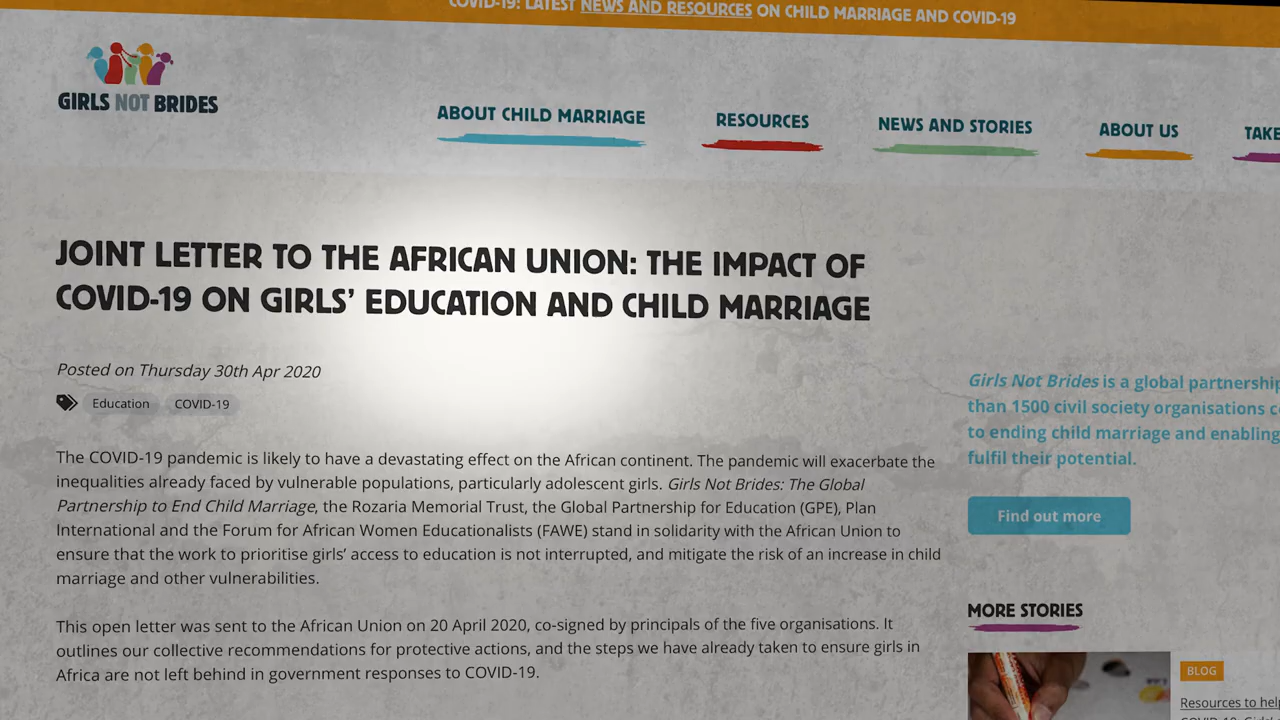 COVID-19: LATEST NEWS AND RESOURCES ON CHILD MARRIAGE AND COVID-19
GIRLS NOT BRIDES
ABOUT CHILD MARRIAGE
RESOURCES
NEWS AND STORIES
ABOUT US
TAKE
JOINT LETTER TO THE AFRICAN UNION: THE IMPACT OF
COVID-19 ON GIRLS’ EDUCATION AND CHILD MARRIAGE
Posted on Thursday 30th Apr 2020
Education COVID-19
The COVID-19 pandemic is likely to have a devastating effect on the African continent. The pandemic will exacerbate the
inequalities already faced by vulnerable populations, particularly adolescent girls. Girls Not Brides: The Global
Partnership to End Child Marriage, the Rozaria Memorial Trust, the Global Partnership for Education (GPE), Plan
International and the Forum for African Women Educationalists (FAWE) stand in solidarity with the African Union to
ensure that the work to prioritise girls’ access to education is not interrupted, and mitigate the risk of an increase in child
marriage and other vulnerabilities.
This open letter was sent to the African Union on 20 April 2020, co-signed by principals of the five organisations. It
outlines our collective recommendations for protective actions, and the steps we have already taken to ensure girls in
Africa are not left behind in government responses to COVID-19.
Girls Not Brides is a global partnership
than 1500 civil society organisations
to ending child marriage and enabling
fulfil their potential.
Find out more
MORE STORIES
BLOG
Resources to